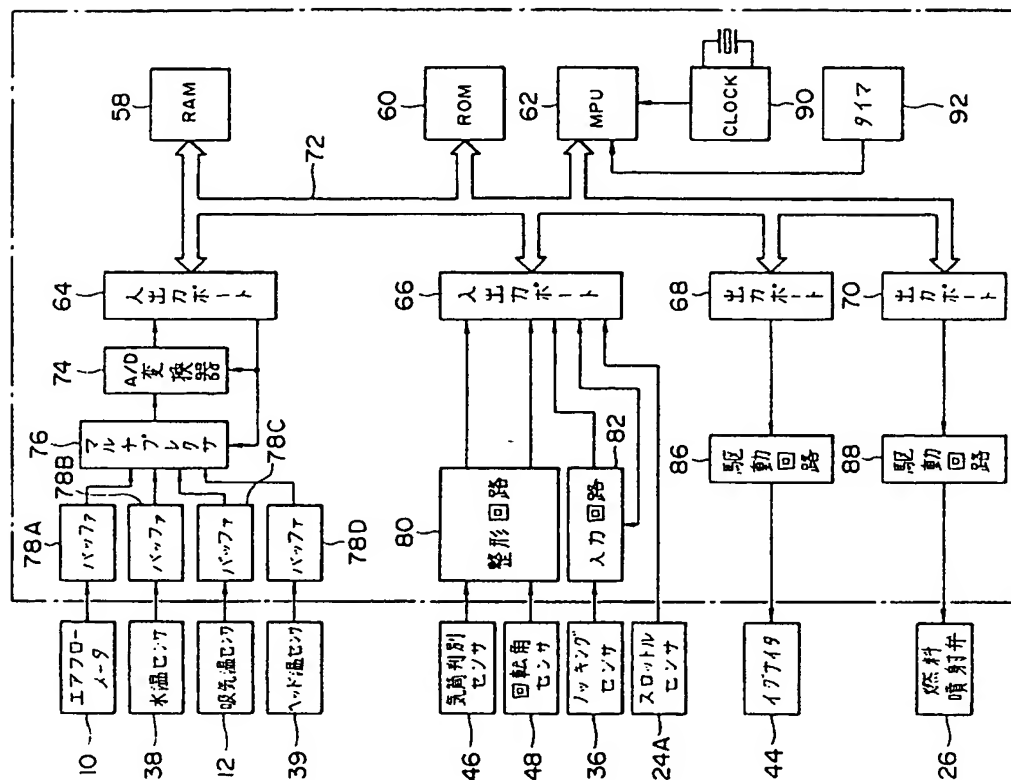 58
RAM
60
ROM
62
MPU
CLOCK
90
タイマ
92
72
64
入出力ポート
66
入出力ポート
68
出力ポート
70
出力ポート
74
A/D
変換器
76
マルチプレクサ
78A
バッファ
78B
バッファ
バッファ
78C
バッファ
78D
80
整形回路
82
入力回路
86
駆動回路
88
駆動回路
エアフロー
メータ
10
水温センサ
38
吸気温センサ
12
ヘッド温センサ
39
気筒判別
センサ
46
回転用
センサ
48
ノッキング
センサ
36
スロットル
センサ
24A
イグナイタ
44
燃料
噴射弁
26